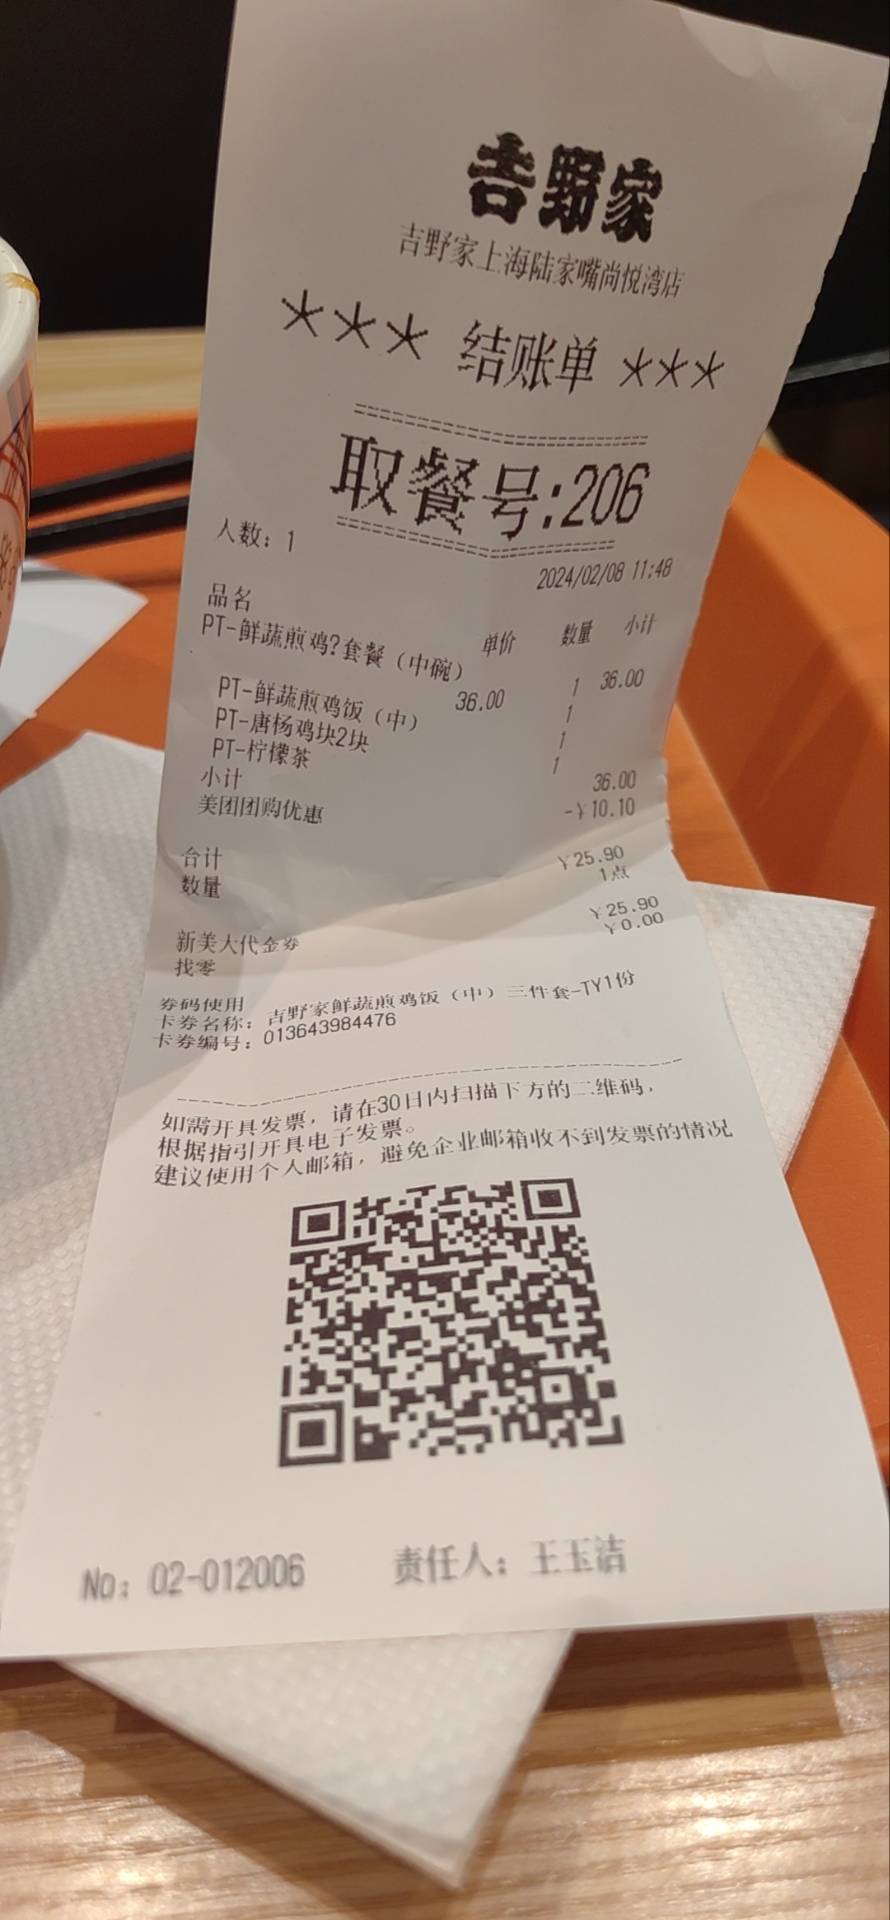 吉野家
吉野家上海陆家嘴尚悦湾店
*** 结账单 ***
取餐号:206
人数: 1
2024/02/08 11:48
品名 单价 数量 小计
PT-鲜蔬煎鸡?套餐（中碗）
36.00 1 36.00
PT-鲜蔬煎鸡饭（中） 1
PT-唐杨鸡块2块 1
PT-柠檬茶 1
小计 36.00
美团团购优惠 -¥10.10
合计 ¥25.90
数量 1点
新美大代金券 ¥25.90
找零 ¥0.00
券码使用
卡券名称: 吉野家鲜蔬煎鸡饭（中）三件套-TY1份
卡券编号: 013643984476
如需开具发票，请在30日内扫描下方的二维码，
根据指引开具电子发票。
建议使用个人邮箱，避免企业邮箱收不到发票的情况
No: 02-012006 责任人: 王玉洁